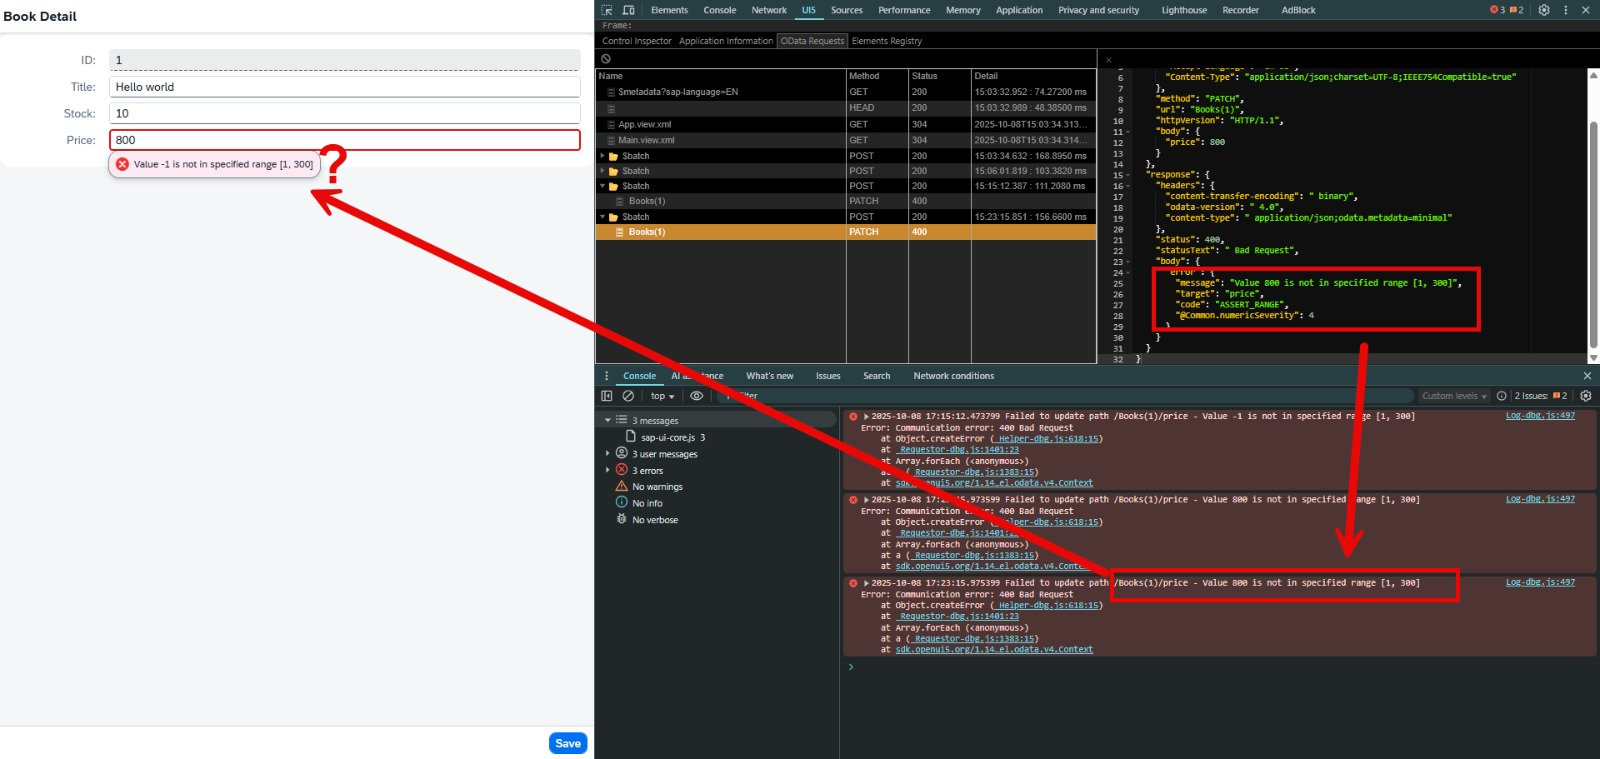 Book Detail
ID: 1
Title: Hello world
Stock: 10
Price: 800
Value -1 is not in specified range [1, 300]
?
Save
Elements Console Network UI5 Sources Performance Memory Application Privacy and security Lighthouse Recorder AdBlock 3 2
Frame:
Control Inspector Application Information OData Requests Elements Registry
Name Method Status Detail
$metadata?sap-language=EN GET 200 15:03:32.952 : 74.27200 ms
HEAD 200 15:03:32.989 : 48.38500 ms
App.view.xml GET 304 2025-10-08T15:03:34.313...
Main.view.xml GET 304 2025-10-08T15:03:34.314...
$batch POST 200 15:03:34.632 : 168.8950 ms
$batch POST 200 15:06:01.819 : 103.3820 ms
$batch POST 200 15:15:12.387 : 111.2080 ms
Books(1) PATCH 400
$batch POST 200 15:23:15.851 : 156.6600 ms
Books(1) PATCH 400
6 "Content-Type": "application/json;charset=UTF-8;IEEE754Compatible=true"
7 },
8 "method": "PATCH",
9 "url": "Books(1)",
10 "httpVersion": "HTTP/1.1",
11 "body": {
12 "price": 800
13 }
14 },
15 "response": {
16 "headers": {
17 "content-transfer-encoding": " binary",
18 "odata-version": " 4.0",
19 "content-type": " application/json;odata.metadata=minimal"
20 },
21 "status": 400,
22 "statusText": " Bad Request",
23 "body": {
24 "error": {
25 "message": "Value 800 is not in specified range [1, 300]",
26 "target": "price",
27 "code": "ASSERT_RANGE",
28 "@Common.numericSeverity": 4
29 }
30 }
31 }
32 }
Console AI assistance What's new Issues Search Network conditions
top Filter Custom levels 2 Issues: 2
3 messages
sap-ui-core.js 3
3 user messages
3 errors
No warnings
No info
No verbose
2025-10-08 17:15:12.473799 Failed to update path /Books(1)/price - Value -1 is not in specified range [1, 300] Log-dbg.js:497
Error: Communication error: 400 Bad Request
at Object.createError (_Helper-dbg.js:618:15)
at _Requestor-dbg.js:1401:23
at Array.forEach (<anonymous>)
at (_Requestor-dbg.js:1383:15)
at sdk.openui5.org/1.14…el.odata.v4.Context
2025-10-08 17:23:15.973599 Failed to update path /Books(1)/price - Value 800 is not in specified range [1, 300] Log-dbg.js:497
Error: Communication error: 400 Bad Request
at Object.createError (_Helper-dbg.js:618:15)
at _Requestor-dbg.js:1401:23
at Array.forEach (<anonymous>)
at a (_Requestor-dbg.js:1383:15)
at sdk.openui5.org/1.14…el.odata.v4.Context
2025-10-08 17:23:15.975399 Failed to update path /Books(1)/price - Value 800 is not in specified range [1, 300] Log-dbg.js:497
Error: Communication error: 400 Bad Request
at Object.createError (_Helper-dbg.js:618:15)
at _Requestor-dbg.js:1401:23
at Array.forEach (<anonymous>)
at a (_Requestor-dbg.js:1383:15)
at sdk.openui5.org/1.14…el.odata.v4.Context